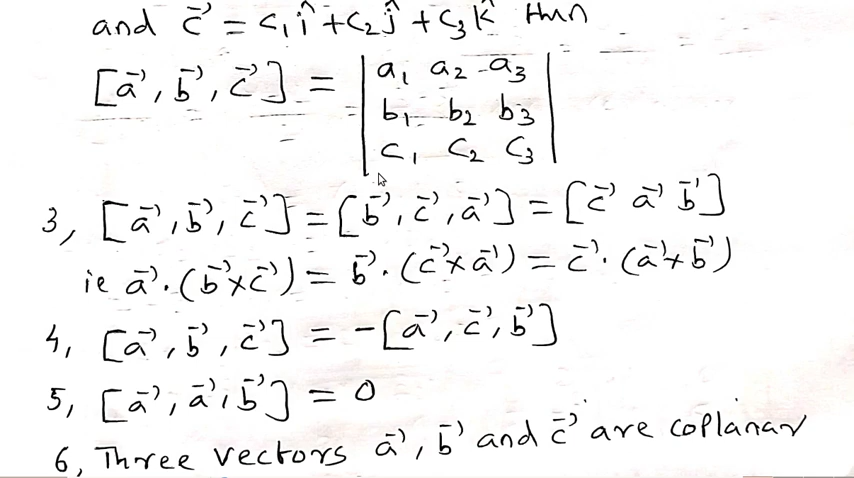 and c⃗ = c₁î + c₂ĵ + c₃k̂ then
[a⃗, b⃗, c⃗] = | a₁ a₂ a₃ |
| b₁ b₂ b₃ |
| c₁ c₂ c₃ |
3, [a⃗, b⃗, c⃗] = [b⃗, c⃗, a⃗] = [c⃗ a⃗ b⃗]
ie a⃗·(b⃗×c⃗) = b⃗·(c⃗×a⃗) = c⃗·(a⃗×b⃗)
4, [a⃗, b⃗, c⃗] = -[a⃗, c⃗, b⃗]
5, [a⃗, a⃗, b⃗] = 0
6, Three vectors a⃗, b⃗ and c⃗ are coplanar